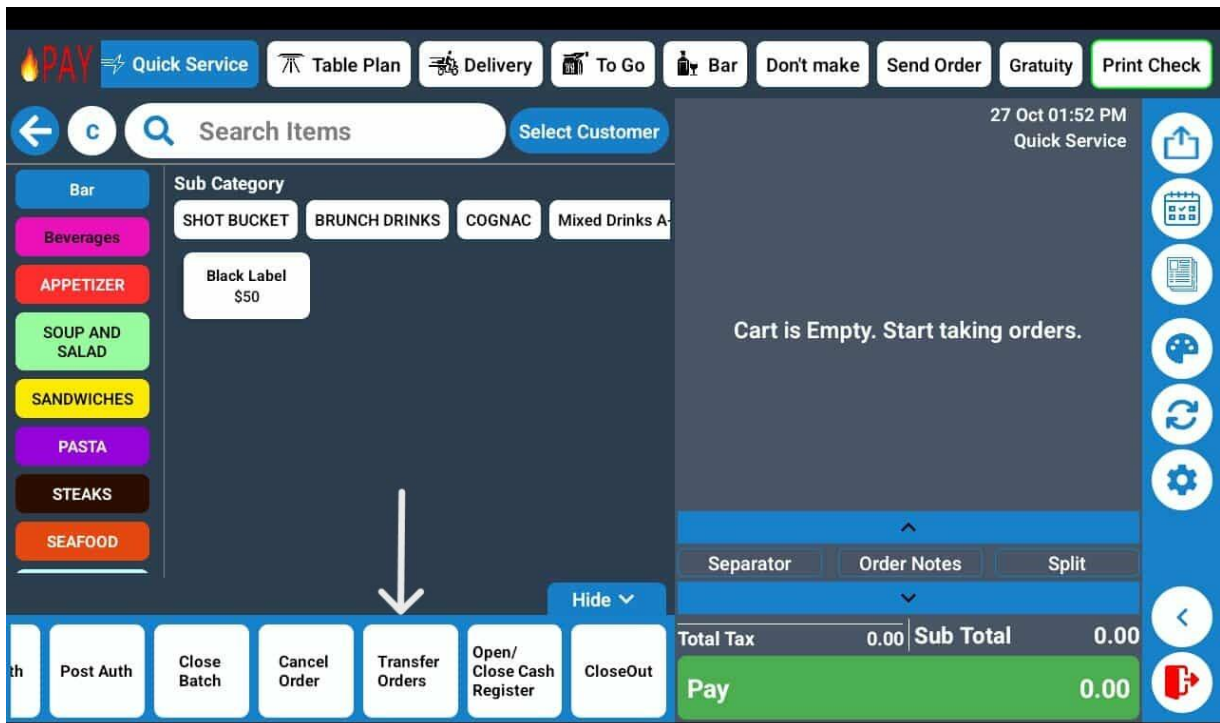 PAY
Quick Service
Table Plan
Delivery
To Go
Bar
Don't make
Send Order
Gratuity
Print Check
C
Search Items
Select Customer
27 Oct 01:52 PM
Quick Service
Bar
Beverages
APPETIZER
SOUP AND
SALAD
SANDWICHES
PASTA
STEAKS
SEAFOOD
Sub Category
SHOT BUCKET
BRUNCH DRINKS
COGNAC
Mixed Drinks A-
Black Label
$50
Cart is Empty. Start taking orders.
Separator
Order Notes
Split
Hide
th
Post Auth
Close
Batch
Cancel
Order
Transfer
Orders
Open/
Close Cash
Register
CloseOut
Total Tax 0.00
Sub Total 0.00
Pay 0.00